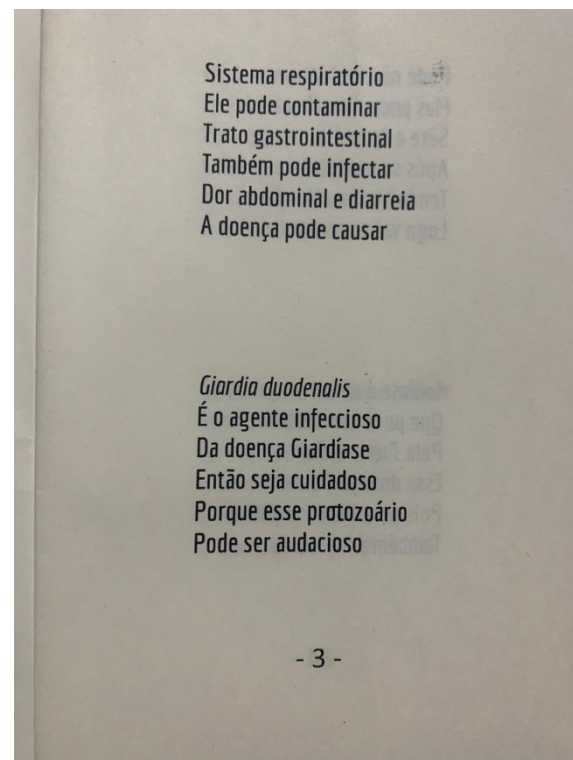 Sistema respiratório
Ele pode contaminar
Trato gastrointestinal
Também pode infectar
Dor abdominal e diarreia
A doença pode causar
Giardia duodenalis
É o agente infeccioso
Da doença Giardíase
Então seja cuidadoso
Porque esse protozoário
Pode ser audacioso
- 3 -